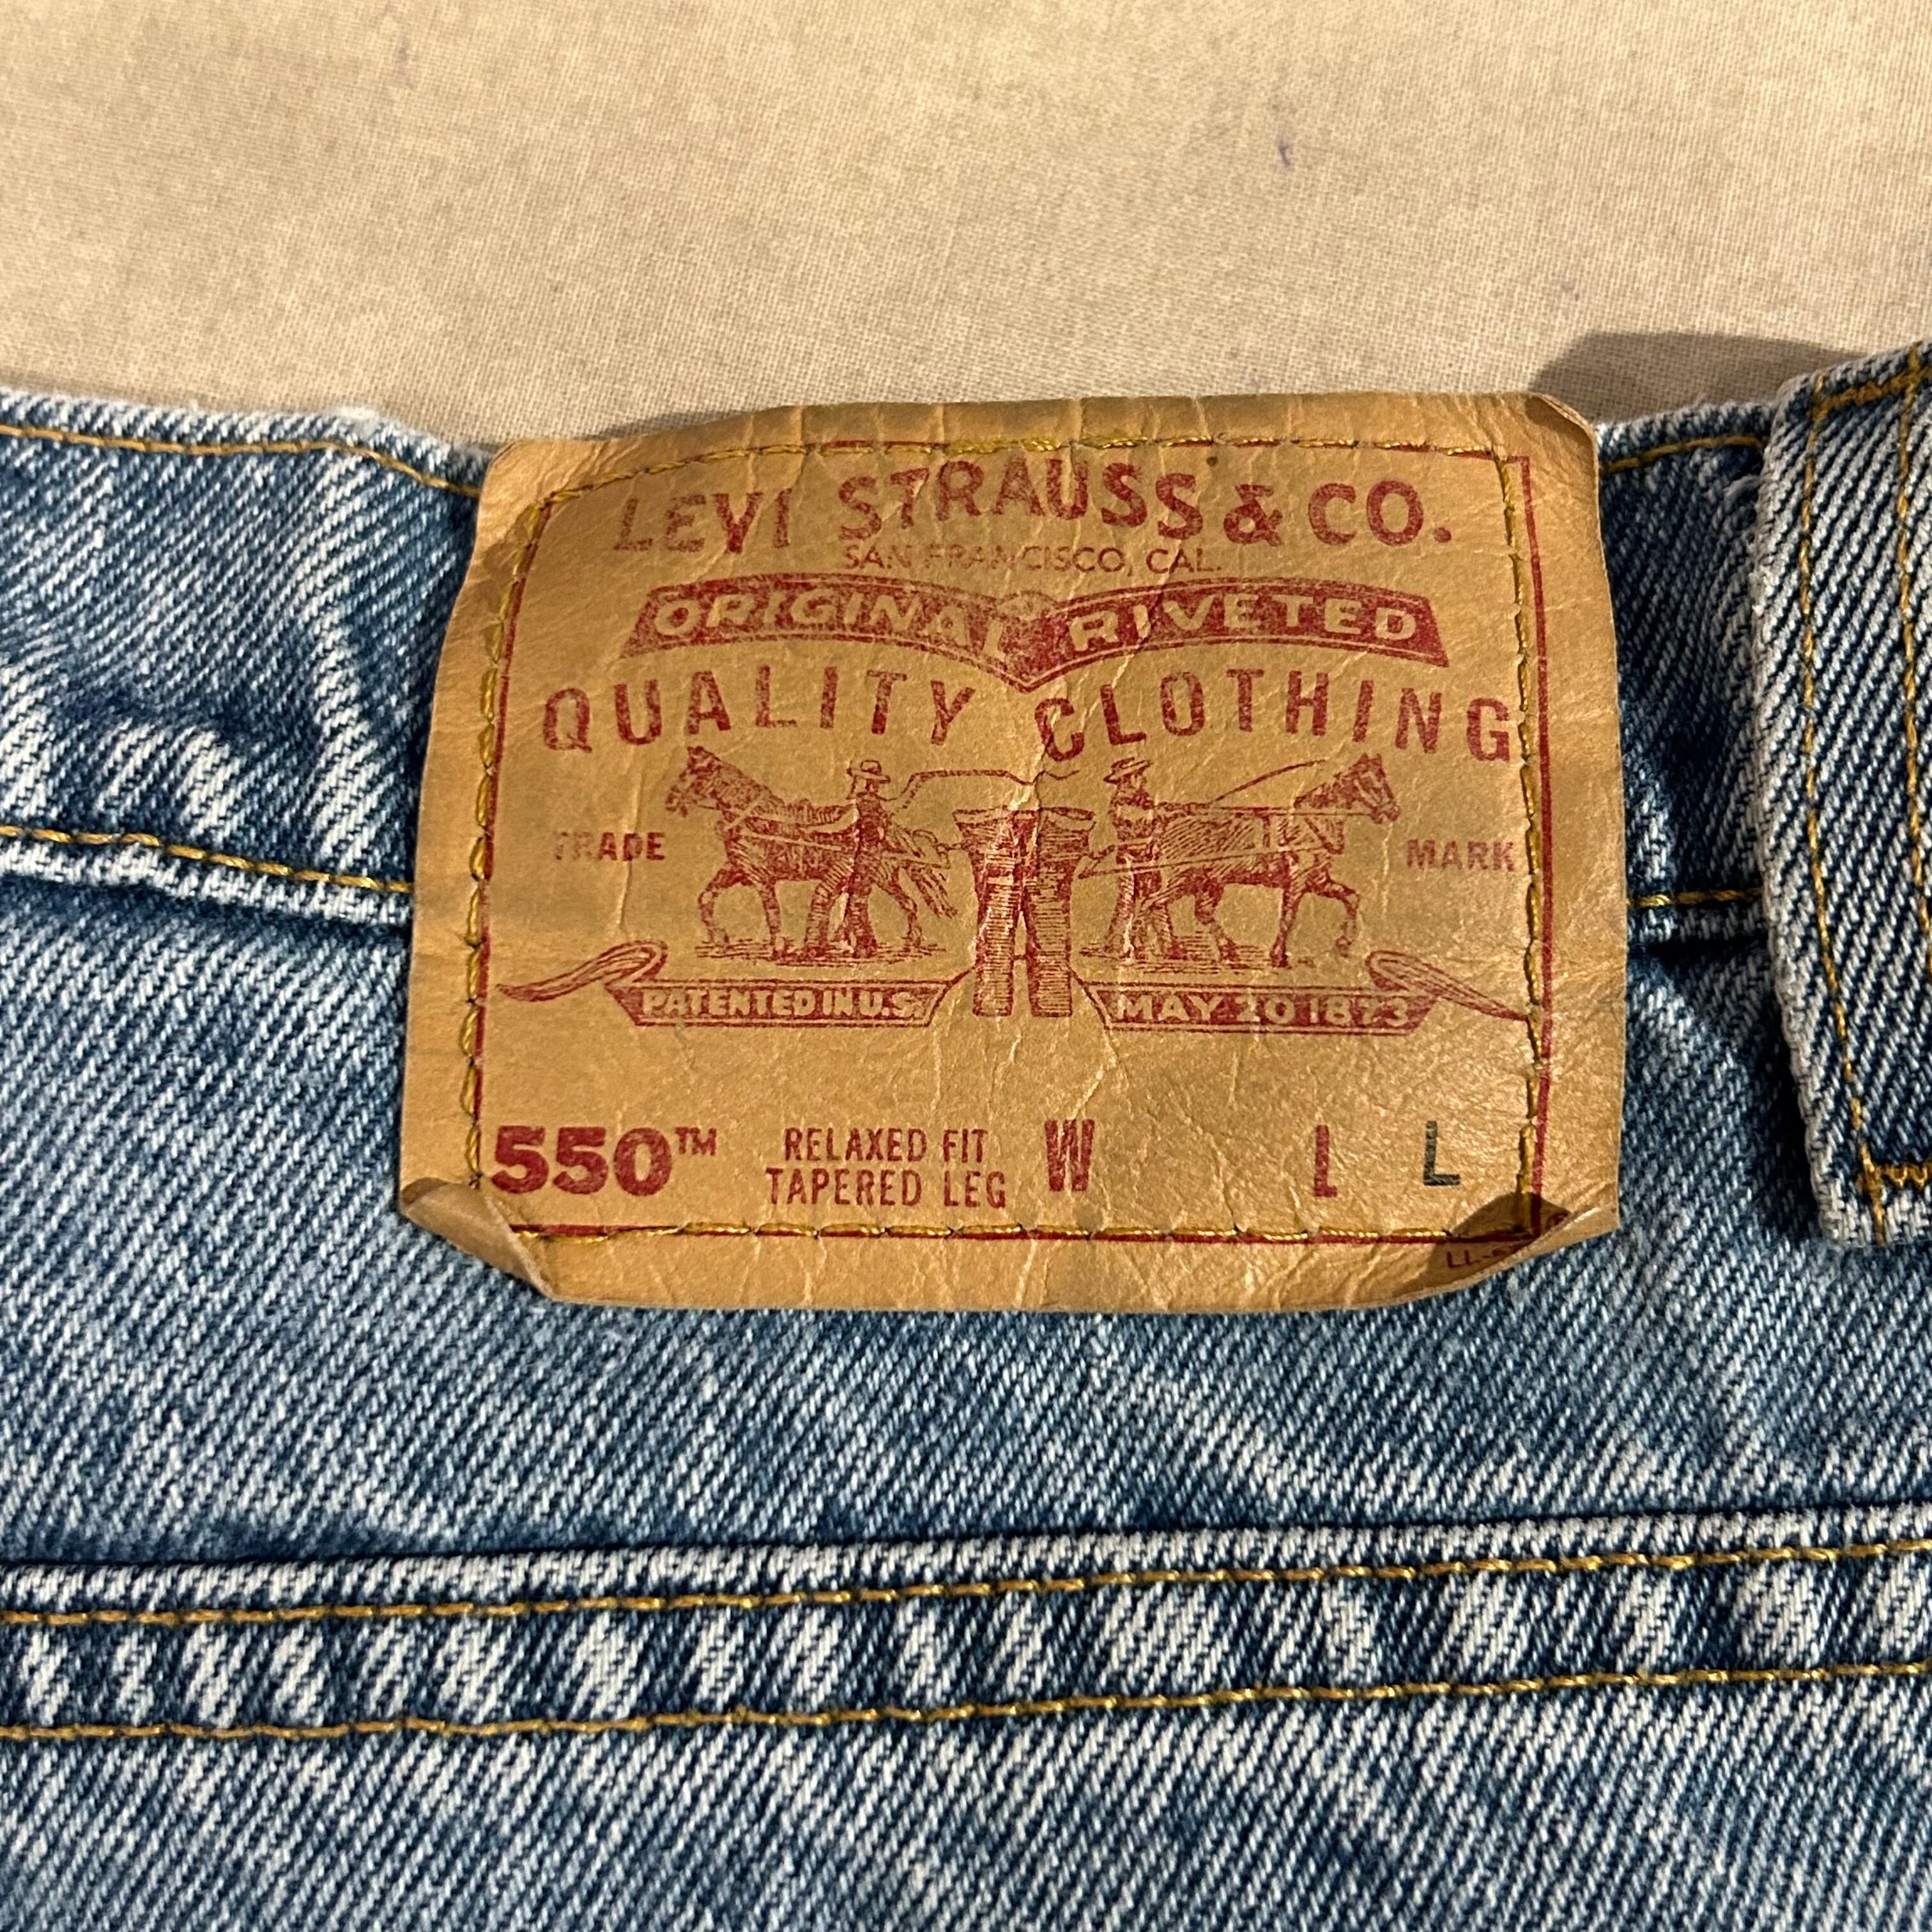 LEVI STRAUSS & CO.
SAN FRANCISCO, CAL.
ORIGINAL RIVETED
QUALITY CLOTHING
TRADE MARK
PATENTED IN U.S. MAY 20 1873
550™ RELAXED FIT TAPERED LEG W L L